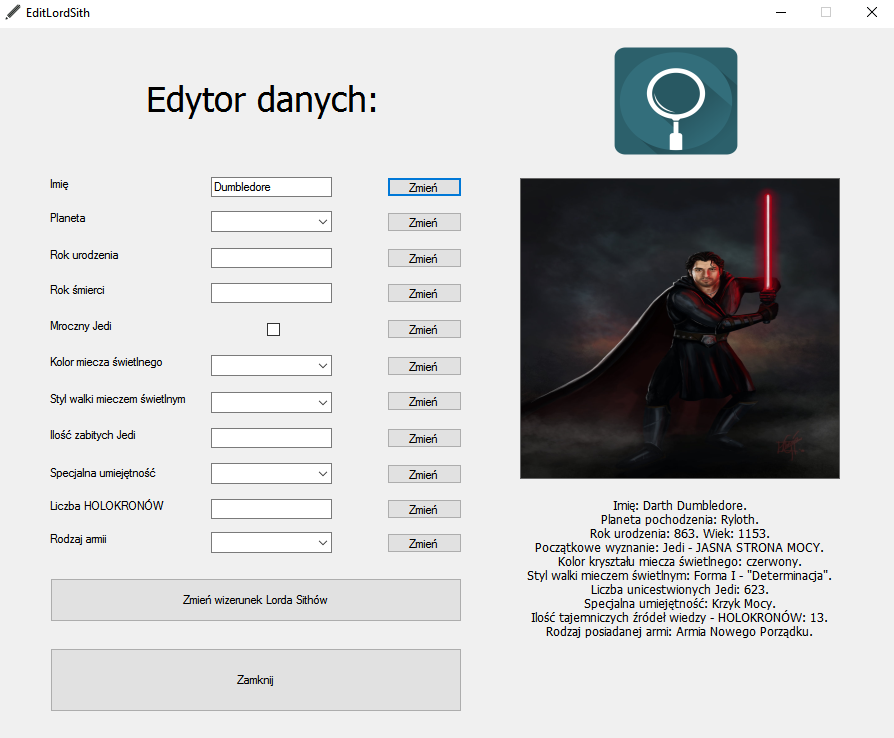 EditLordSith
Edytor danych:
Imię
Dumbledore
Zmień
Planeta
Zmień
Rok urodzenia
Zmień
Rok śmierci
Zmień
Mroczny Jedi
Zmień
Kolor miecza świetlnego
Zmień
Styl walki mieczem świetlnym
Zmień
Ilość zabitych Jedi
Zmień
Specjalna umiejętność
Zmień
Liczba HOLOKRONÓW
Zmień
Rodzaj armii
Zmień
Zmień wizerunek Lorda Sithów
Zamknij
Imię: Darth Dumbledore.
Planeta pochodzenia: Ryloth.
Rok urodzenia: 863. Wiek: 1153.
Początkowe wyznanie: Jedi - JASNA STRONA MOCY.
Kolor kryształu miecza świetlnego: czerwony.
Styl walki mieczem świetlnym: Forma I - "Determinacja".
Liczba unicestwionych Jedi: 623.
Specjalna umiejętność: Krzyk Mocy.
Ilość tajemniczych źródeł wiedzy - HOLOKRONÓW: 13.
Rodzaj posiadanej armi: Armia Nowego Porządku.